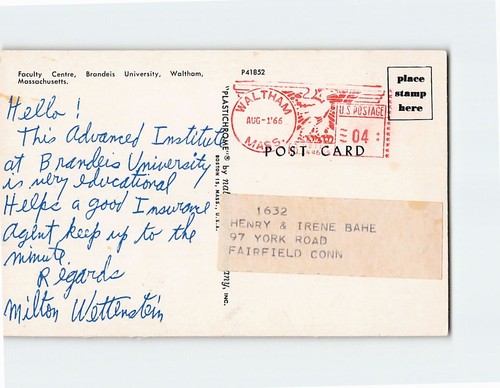 Faculty Centre, Brandeis University, Waltham,
Massachusetts.
P41852
Hello!
This Advanced Institute
at Brandeis University
is very educational
Helps a good Insurance
Agent keep up to the
minute.
Regards
Milton Wettenstein
"PLASTICHROME" ® by
BOSTON 15, MASS., U.S.A.
INC.
WALTHAM
AUG-1'66
MASS.
U.S. POSTAGE
04
place
stamp
here
POST CARD
1632
HENRY & IRENE BAHE
97 YORK ROAD
FAIRFIELD CONN